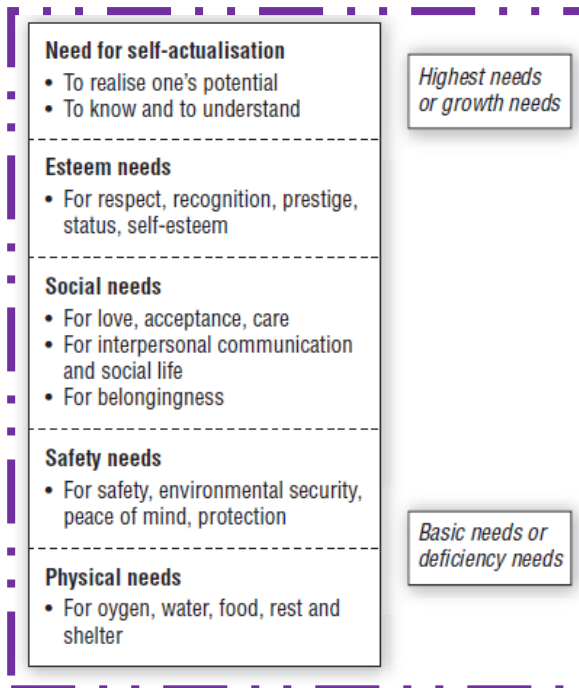 Need for self-actualisation
• To realise one's potential
• To know and to understand
Highest needs
or growth needs
Esteem needs
• For respect, recognition, prestige,
status, self-esteem
Social needs
• For love, acceptance, care
• For interpersonal communication
and social life
• For belongingness
Safety needs
• For safety, environmental security,
peace of mind, protection
Basic needs or
deficiency needs
Physical needs
• For oygen, water, food, rest and
shelter